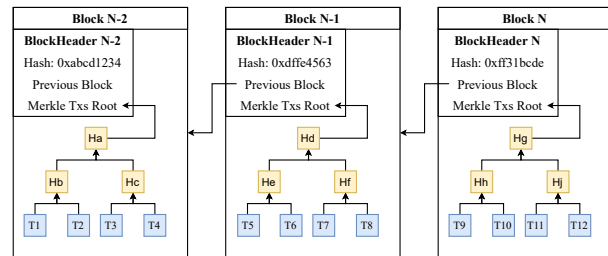 Block N-2
BlockHeader N-2
Hash: 0xabcd1234
Previous Block
Merkle Txs Root
Ha
Hb
Hc
T1
T2
T3
T4
Block N-1
BlockHeader N-1
Hash: 0xdffe4563
Previous Block
Merkle Txs Root
Hd
He
Hf
T5
T6
T7
T8
Block N
BlockHeader N
Hash: 0xff31bcde
Previous Block
Merkle Txs Root
Hg
Hh
Hj
T9
T10
T11
T12